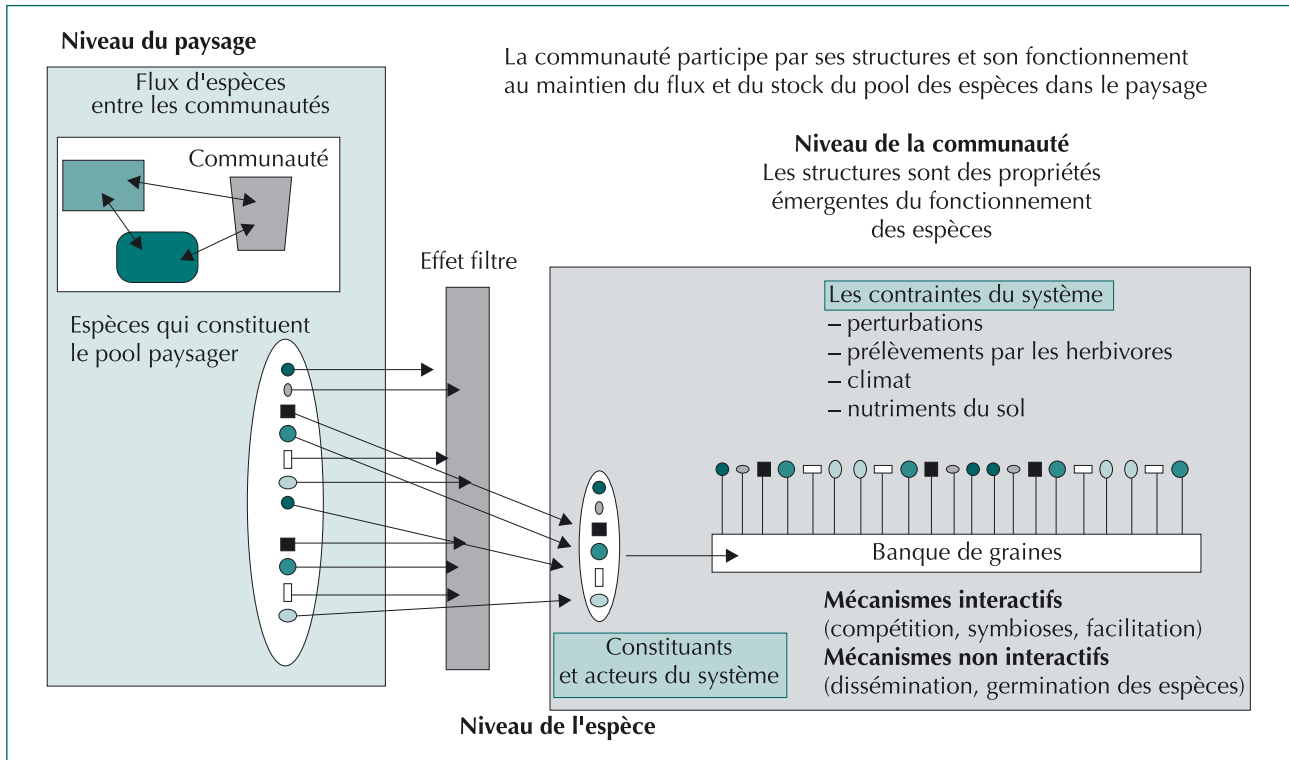 Niveau du paysage
Flux d'espèces
entre les communautés
Communauté
Espèces qui constituent
le pool paysager
La communauté participe par ses structures et son fonctionnement
au maintien du flux et du stock du pool des espèces dans le paysage
Niveau de la communauté
Les structures sont des propriétés
émergentes du fonctionnement
des espèces
Effet filtre
Les contraintes du système
– perturbations
– prélèvements par les herbivores
– climat
– nutriments du sol
Banque de graines
Mécanismes interactifs
(compétition, symbioses, facilitation)
Mécanismes non interactifs
(dissémination, germination des espèces)
Constituants
et acteurs du système
Niveau de l'espèce